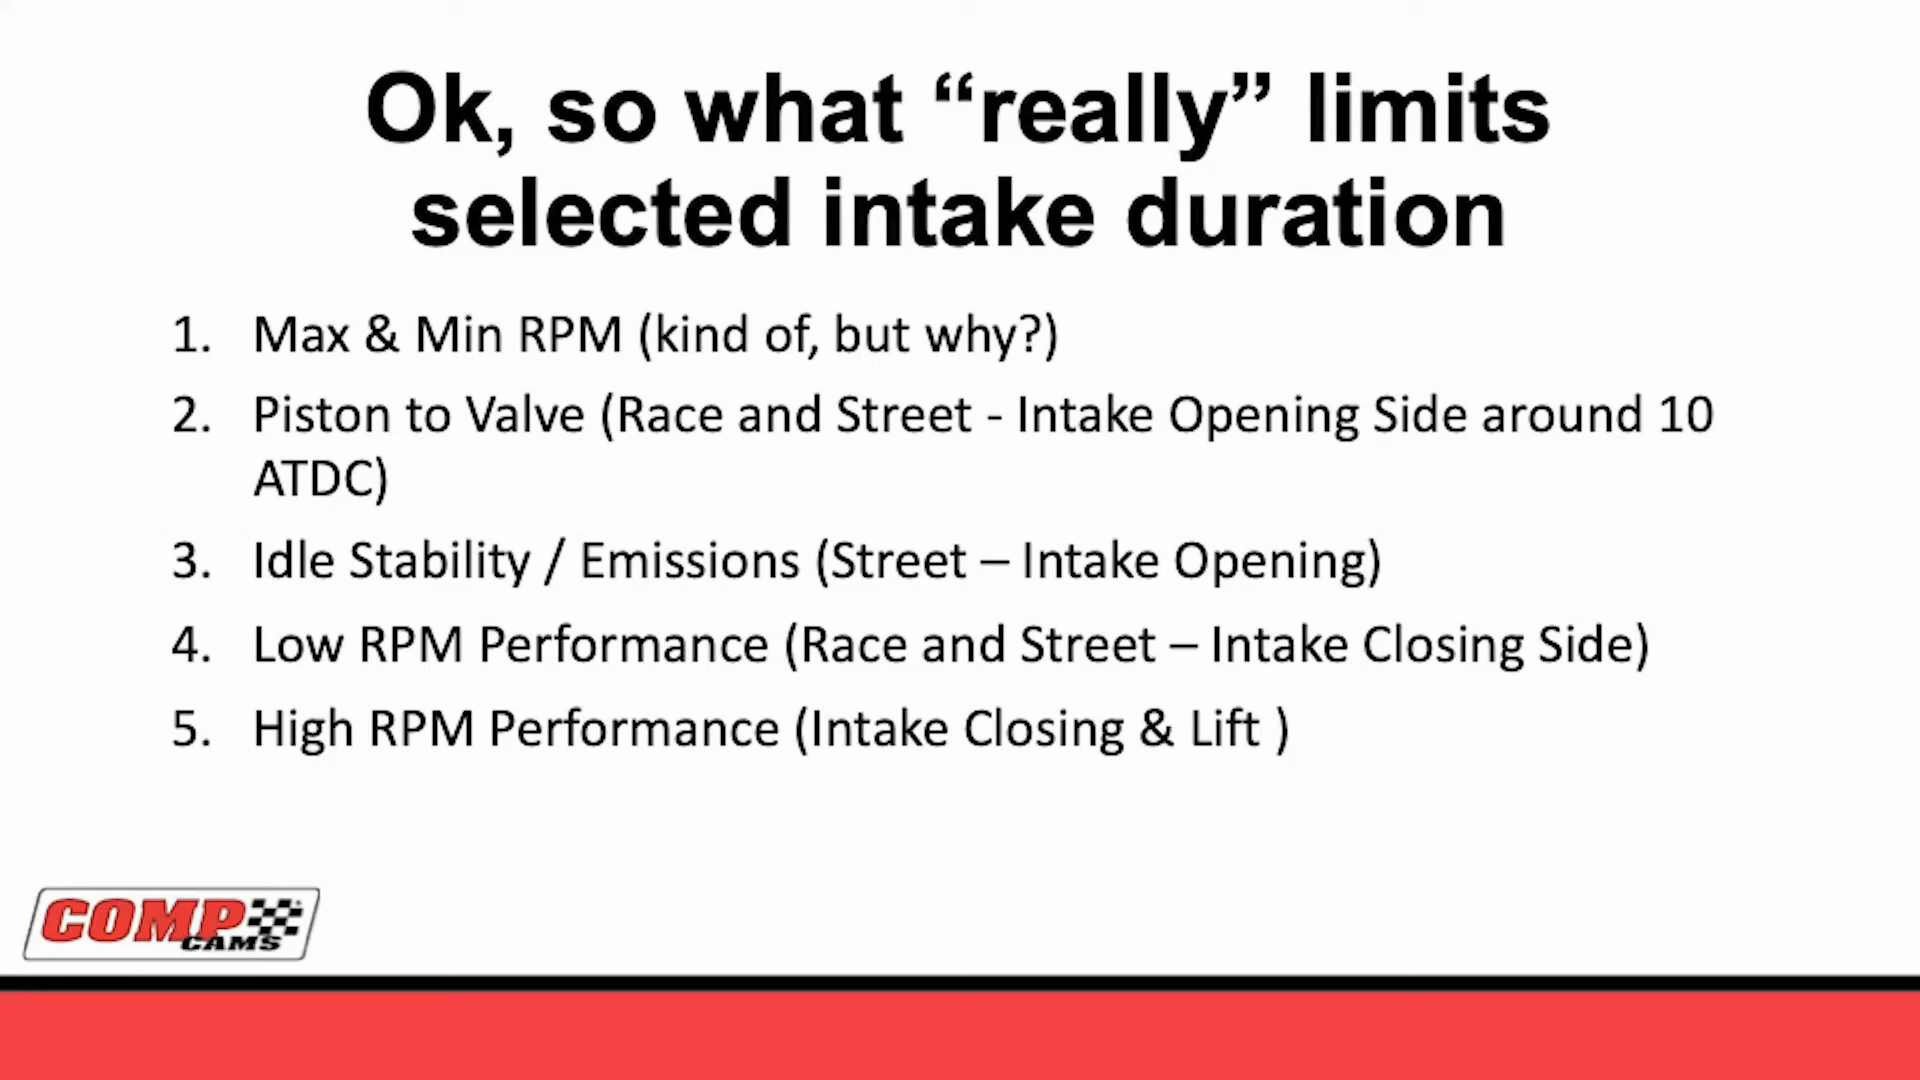 Ok, so what “really” limits
selected intake duration
1. Max & Min RPM (kind of, but why?)
2. Piston to Valve (Race and Street - Intake Opening Side around 10
ATDC)
3. Idle Stability / Emissions (Street – Intake Opening)
4. Low RPM Performance (Race and Street – Intake Closing Side)
5. High RPM Performance (Intake Closing & Lift )
COMP
CAMS